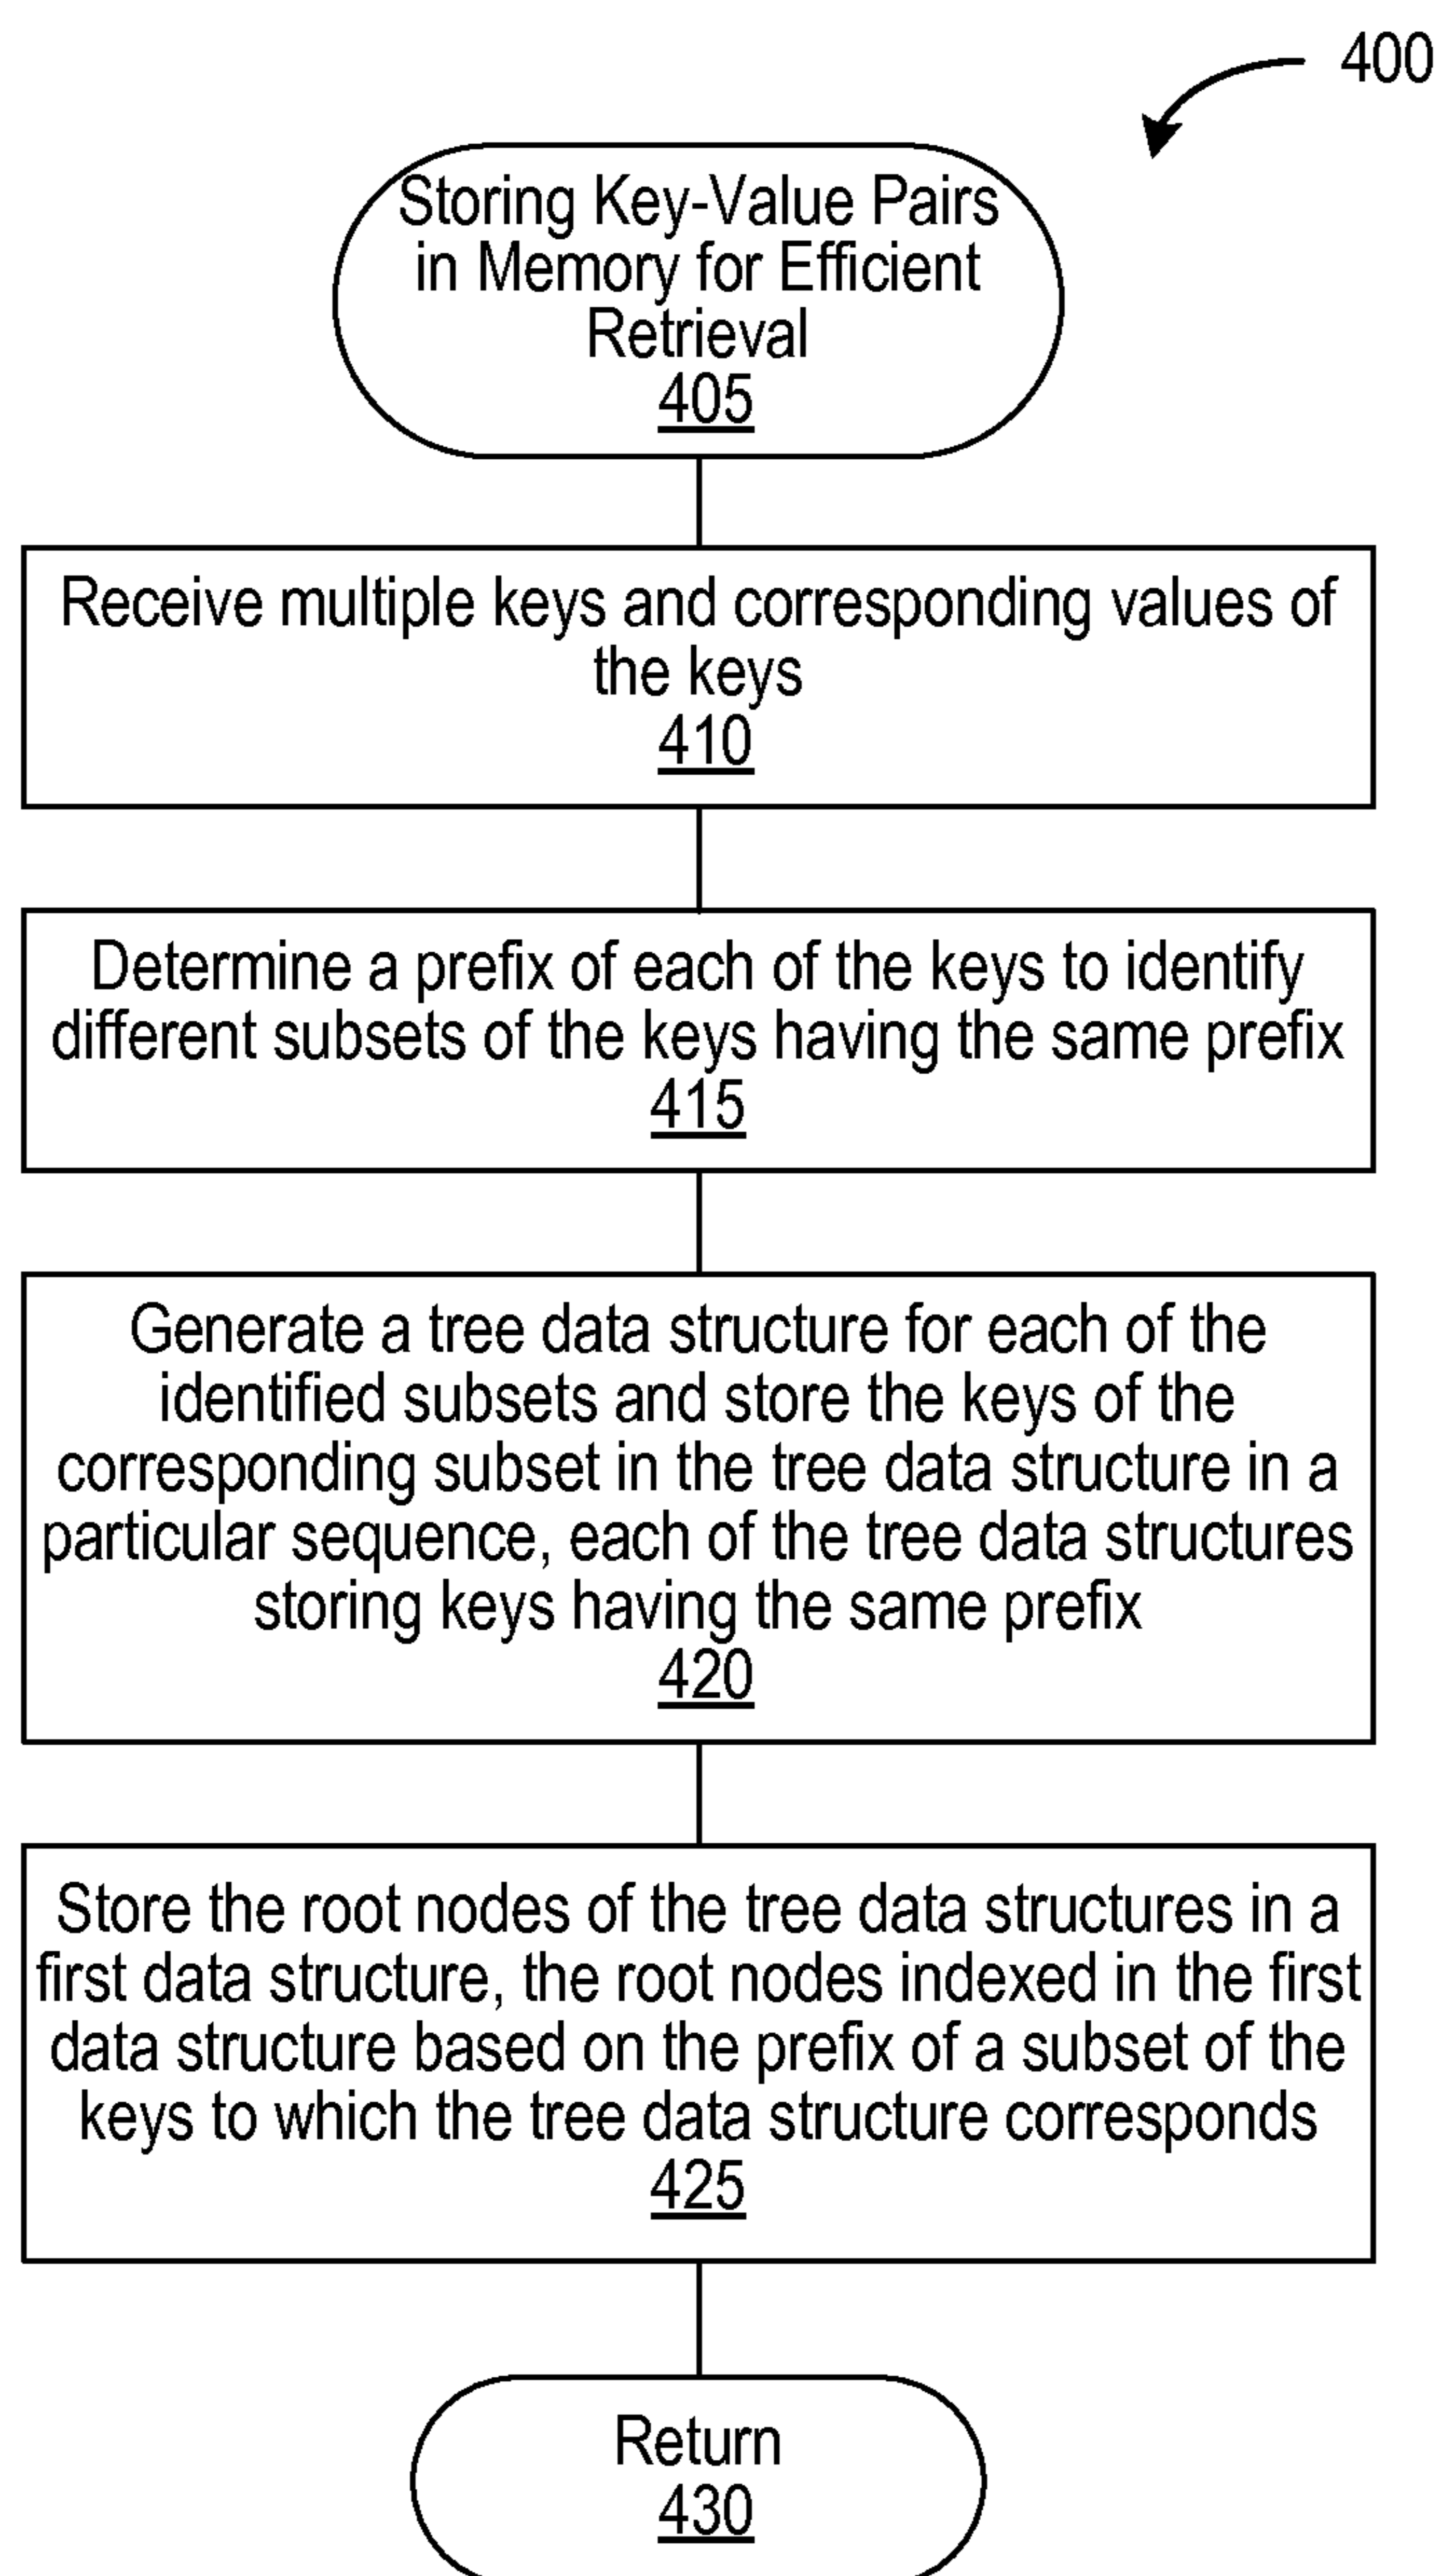 400
Storing Key-Value Pairs
in Memory for Efficient
Retrieval
405
Receive multiple keys and corresponding values of
the keys
410
Determine a prefix of each of the keys to identify
different subsets of the keys having the same prefix
415
Generate a tree data structure for each of the
identified subsets and store the keys of the
corresponding subset in the tree data structure in a
particular sequence, each of the tree data structures
storing keys having the same prefix
420
Store the root nodes of the tree data structures in a
first data structure, the root nodes indexed in the first
data structure based on the prefix of a subset of the
keys to which the tree data structure corresponds
425
Return
430